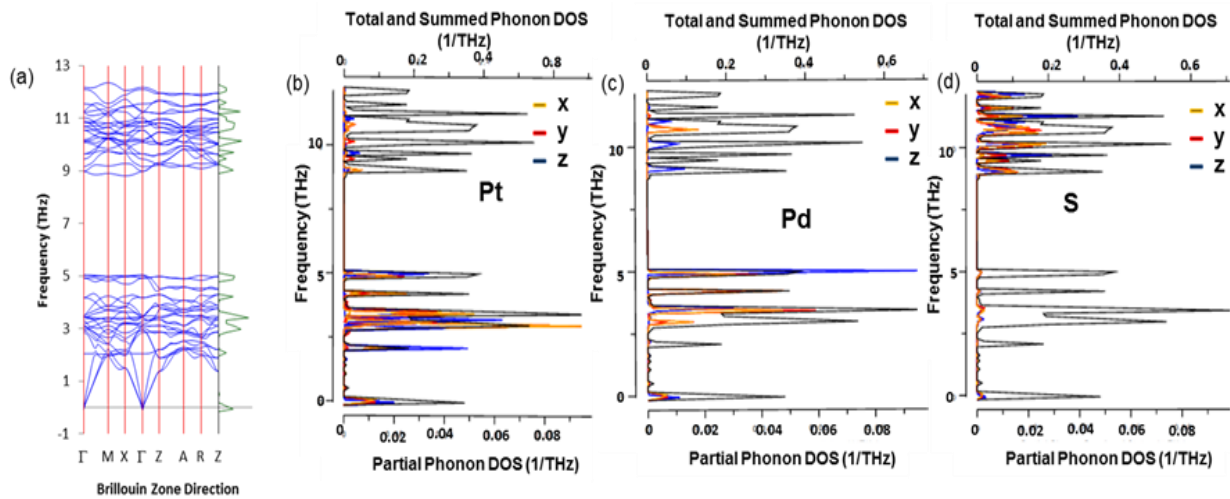 (a)
13
11
9
7
5
3
1
-1
Frequency (THz)
Γ M X Γ Z A R Z
Brillouin Zone Direction
Total and Summed Phonon DOS
(1/THz)
0 0.2 0.4 0.6 0.8
(b)
x
y
z
Pt
10
5
0
Frequency (THz)
0 0.02 0.04 0.06 0.08
Partial Phonon DOS (1/THz)
Total and Summed Phonon DOS
(1/THz)
0 0.2 0.4 0.6
(c)
x
y
z
Pd
10
5
0
Frequency (THz)
0 0.02 0.04 0.06 0.08
Partial Phonon DOS (1/THz)
Total and Summed Phonon DOS
(1/THz)
0 0.2 0.4 0.6
(d)
x
y
z
S
10
5
0
Frequency (THz)
0 0.02 0.04 0.06 0.08
Partial Phonon DOS (1/THz)